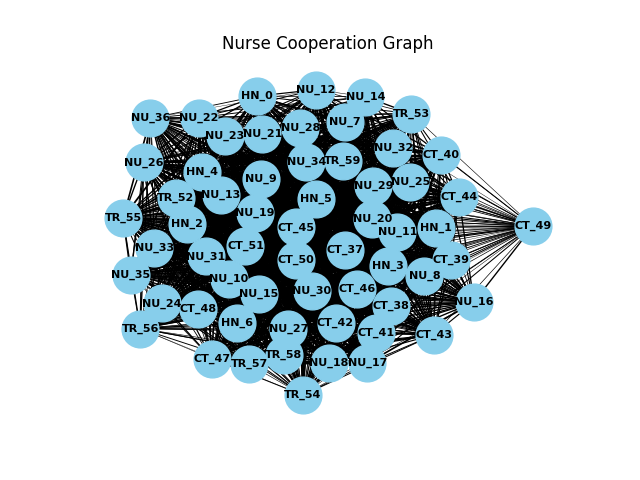 Nurse Cooperation Graph
HN_0
NU_12
NU_14
NU_36
NU_22
NU_23
NU_21
NU_28
NU_7
TR_53
NU_26
HN_4
NU_34
TR_59
NU_32
CT_40
TR_52
NU_13
NU_9
NU_29
NU_25
CT_44
TR_55
HN_2
NU_19
HN_5
NU_20
NU_11
HN_1
CT_49
CT_45
NU_33
NU_31
CT_51
CT_50
CT_37
HN_3
CT_39
NU_35
NU_10
NU_15
NU_30
CT_46
NU_8
NU_24
CT_48
CT_38
NU_16
TR_56
HN_6
NU_27
CT_42
CT_41
CT_43
CT_47
TR_57
TR_58
NU_18
NU_17
TR_54